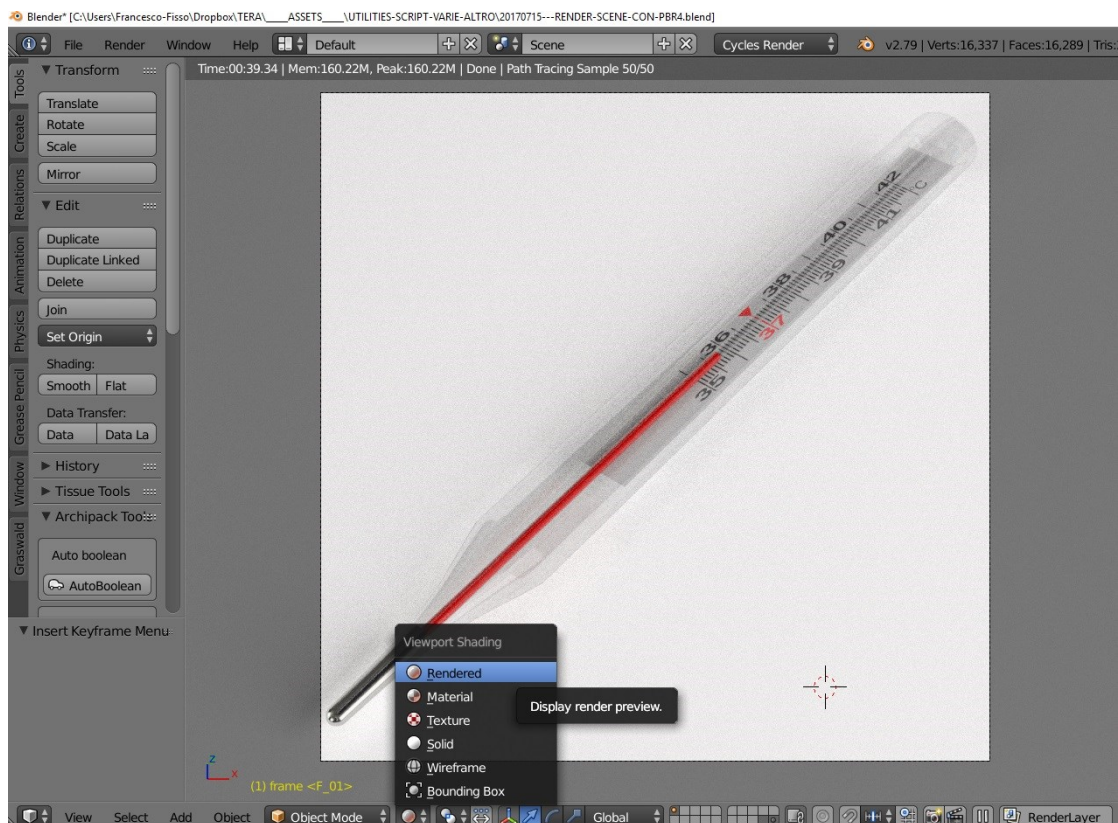 Blender* [C:\Users\Francesco-Fisso\Dropbox\TERA\____ASSETS____\UTILITIES-SCRIPT-VARIE-ALTRO\20170715---RENDER-SCENE-CON-PBR4.blend]
File Render Window Help Default Scene Cycles Render v2.79 | Verts:16,337 | Faces:16,289 | Tris:
Time:00:39.34 | Mem:160.22M, Peak:160.22M | Done | Path Tracing Sample 50/50
Tools
Create
Relations
Animation
Physics
Grease Pencil
Window
Graswald
Transform
Translate
Rotate
Scale
Mirror
Edit
Duplicate
Duplicate Linked
Delete
Join
Set Origin
Shading:
Smooth Flat
Data Transfer:
Data Data La
History
Tissue Tools
Archipack Tools
Auto boolean
AutoBoolean
Insert Keyframe Menu
42
C
41
40
39
38
37
36
35
Viewport Shading
Rendered
Material
Texture
Solid
Wireframe
Bounding Box
Display render preview.
z
x
(1) frame <F_01>
View Select Add Object Object Mode Global RenderLayer